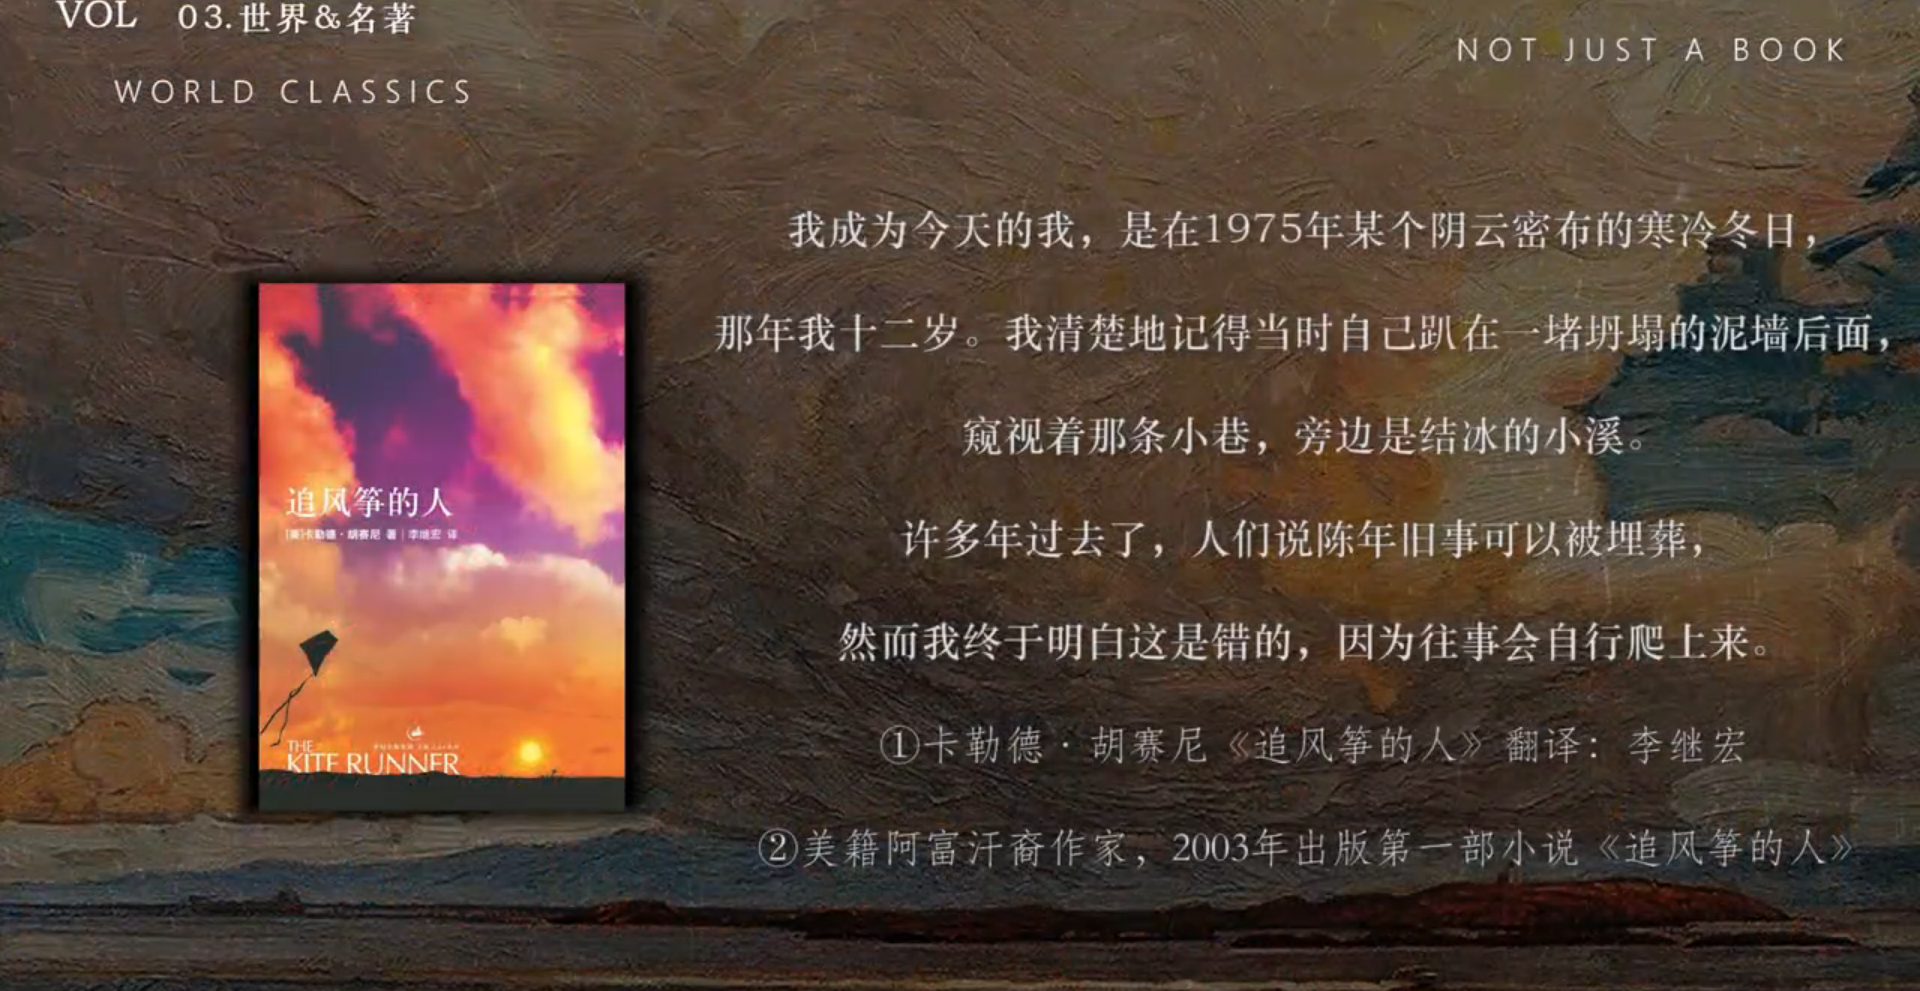 VOL 03.世界&名著
WORLD CLASSICS
NOT JUST A BOOK
我成为今天的我，是在1975年某个阴云密布的寒冷冬日，
那年我十二岁。我清楚地记得当时自己趴在一堵坍塌的泥墙后面，
窥视着那条小巷，旁边是结冰的小溪。
许多年过去了，人们说陈年旧事可以被埋葬，
然而我终于明白这是错的，因为往事会自行爬上来。
①卡勒德·胡赛尼《追风筝的人》翻译：李继宏
②美籍阿富汗裔作家，2003年出版第一部小说《追风筝的人》
追风筝的人
[美]卡勒德·胡赛尼 著|李继宏 译
THE
KITE RUNNER